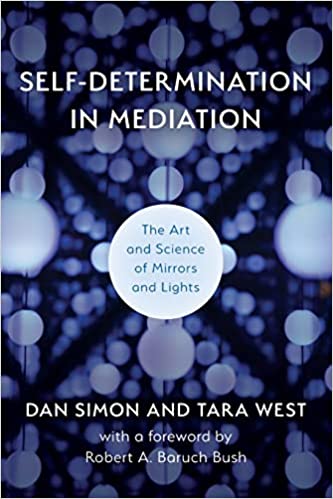 SELF-DETERMINATION
IN MEDIATION
The Art
and Science
of Mirrors
and Lights
DAN SIMON AND TARA WEST
with a foreword by
Robert A. Baruch Bush